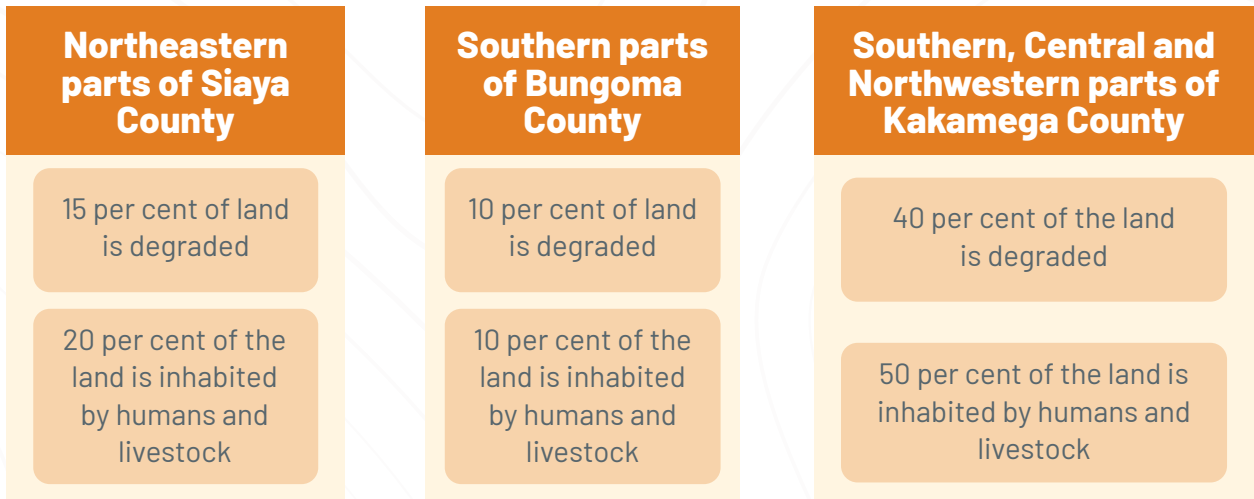 Northeastern
parts of Siaya
County
15 per cent of land
is degraded
20 per cent of the
land is inhabited
by humans and
livestock
Southern parts
of Bungoma
County
10 per cent of land
is degraded
10 per cent of the
land is inhabited
by humans and
livestock
Southern, Central and
Northwestern parts of
Kakamega County
40 per cent of the land
is degraded
50 per cent of the land is
inhabited by humans and
livestock